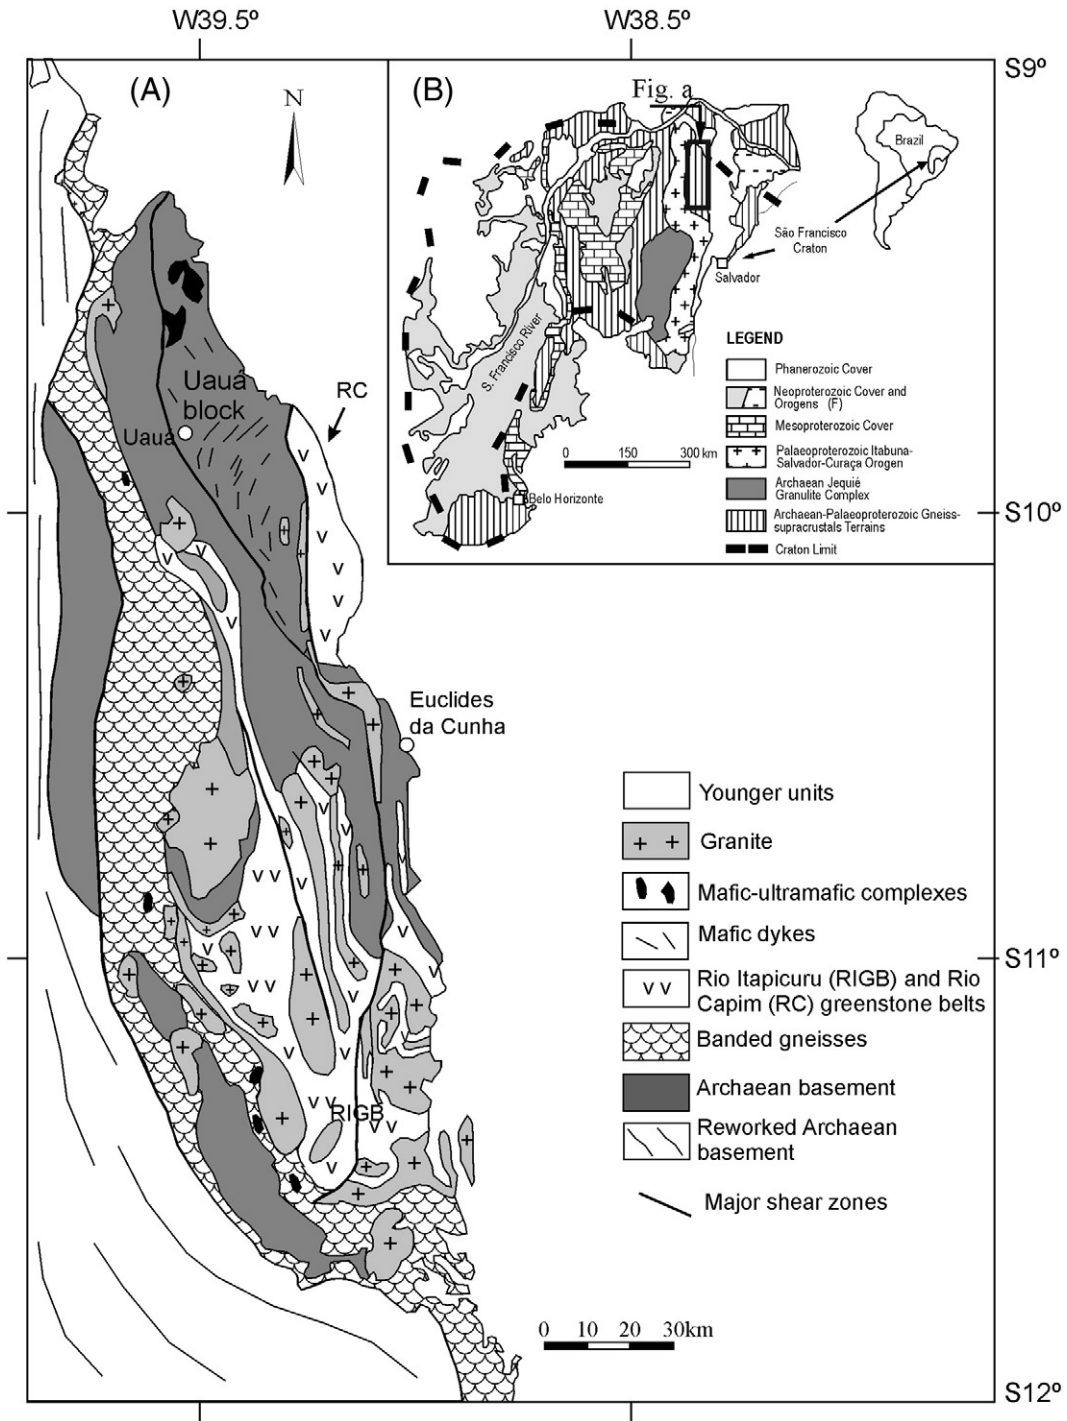 W39.5º
W38.5º
S9º
S10º
S11º
S12º
(A)
N
Uauá
block
Uauá
RC
Euclides
da Cunha
RIGB
(B)
Fig. a
Brazil
São Francisco
Craton
Salvador
S. Francisco River
0 150 300 km
Belo Horizonte
LEGEND
Phanerozoic Cover
Neoproterozoic Cover and
Orogens (F)
Mesoproterozoic Cover
Palaeoproterozoic Itabuna-
Salvador-Curaça Orogen
Archaean Jequié
Granulite Complex
Archaean-Palaeoproterozoic Gneiss-
supracrustals Terrains
Craton Limit
Younger units
Granite
Mafic-ultramafic complexes
Mafic dykes
Rio Itapicuru (RIGB) and Rio
Capim (RC) greenstone belts
Banded gneisses
Archaean basement
Reworked Archaean
basement
Major shear zones
0 10 20 30km